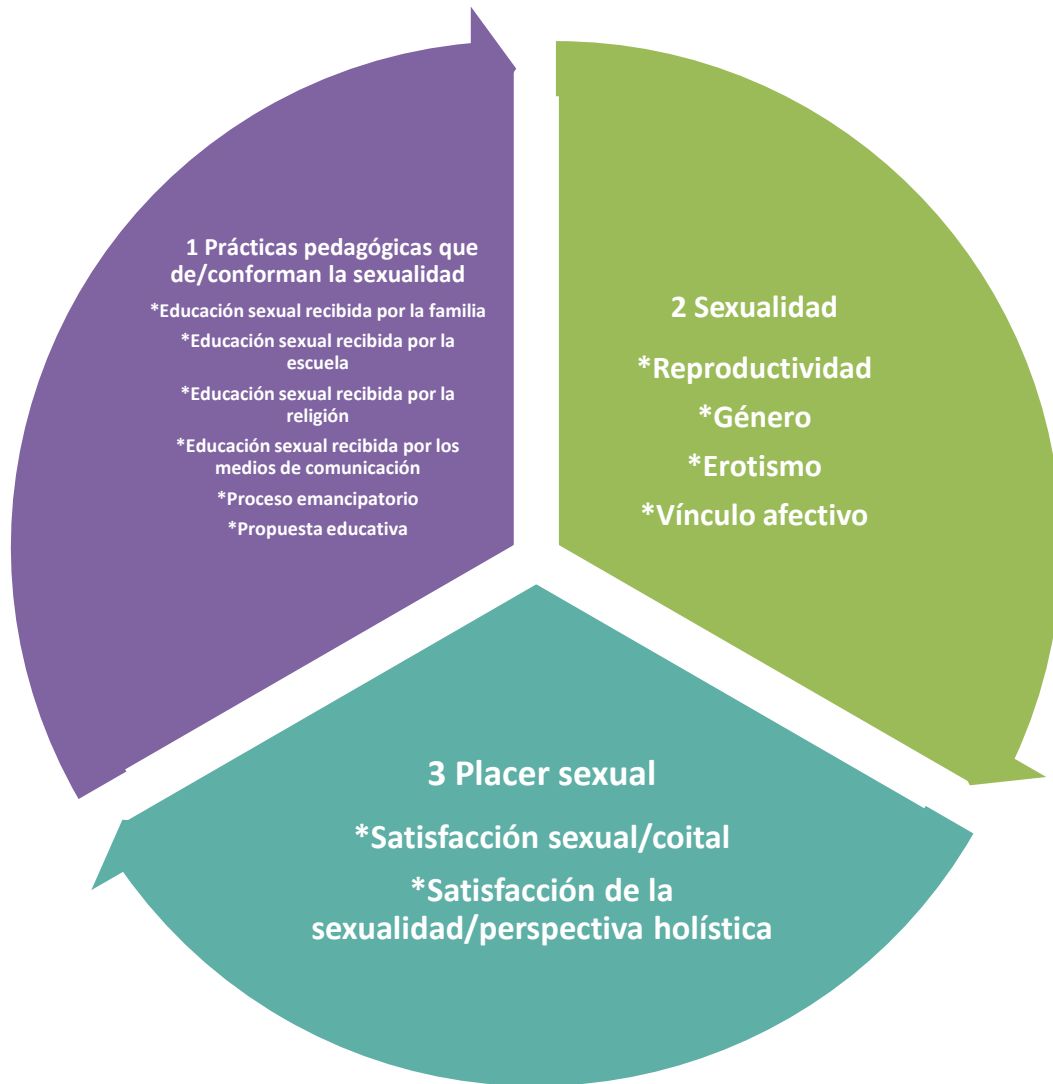 1 Prácticas pedagógicas que
de/conforman la sexualidad
*Educación sexual recibida por la familia
*Educación sexual recibida por la
escuela
*Educación sexual recibida por la
religión
*Educación sexual recibida por los
medios de comunicación
*Proceso emancipatorio
*Propuesta educativa
2 Sexualidad
*Reproductividad
*Género
*Erotismo
*Vínculo afectivo
3 Placer sexual
*Satisfacción sexual/coital
*Satisfacción de la
sexualidad/perspectiva holística